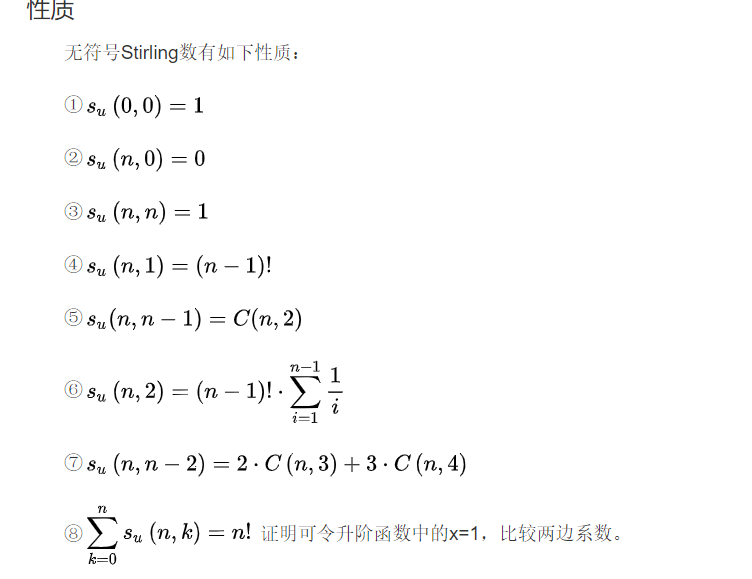 性质
无符号Stirling数有如下性质：
① s_u (0,0) = 1
② s_u (n,0) = 0
③ s_u (n,n) = 1
④ s_u (n,1) = (n − 1)!
⑤ s_u(n,n − 1) = C(n,2)
⑥ s_u (n,2) = (n − 1)! · \sum_{i=1}^{n−1} \frac{1}{i}
⑦ s_u (n,n − 2) = 2 · C (n,3) + 3 · C (n,4)
⑧ \sum_{k=0}^{n} s_u (n,k) = n! 证明可令升阶函数中的x=1，比较两边系数。